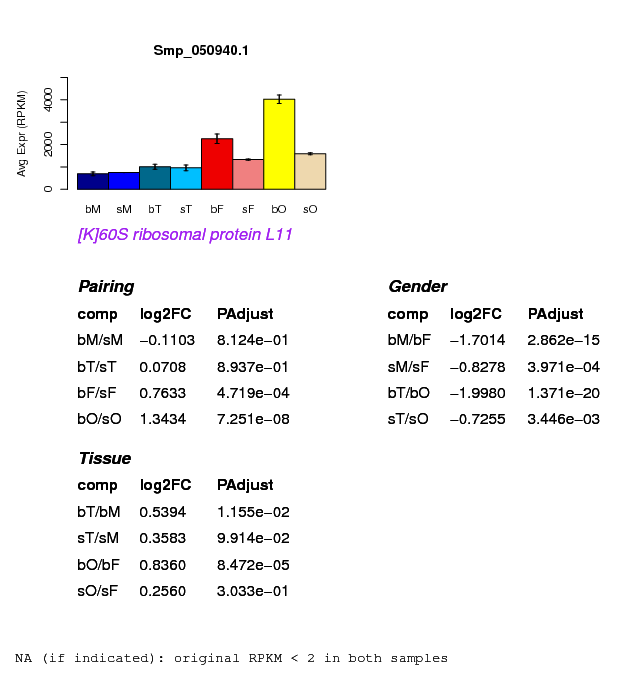 Smp_050940.1
Avg Expr (RPKM)
0 2000 4000
bM sM bT sT bF sF bO sO
[K]60S ribosomal protein L11
Pairing
comp log2FC PAdjust
bM/sM −0.1103 8.124e−01
bT/sT 0.0708 8.937e−01
bF/sF 0.7633 4.719e−04
bO/sO 1.3434 7.251e−08
Gender
comp log2FC PAdjust
bM/bF −1.7014 2.862e−15
sM/sF −0.8278 3.971e−04
bT/bO −1.9980 1.371e−20
sT/sO −0.7255 3.446e−03
Tissue
comp log2FC PAdjust
bT/bM 0.5394 1.155e−02
sT/sM 0.3583 9.914e−02
bO/bF 0.8360 8.472e−05
sO/sF 0.2560 3.033e−01
NA (if indicated): original RPKM < 2 in both samples